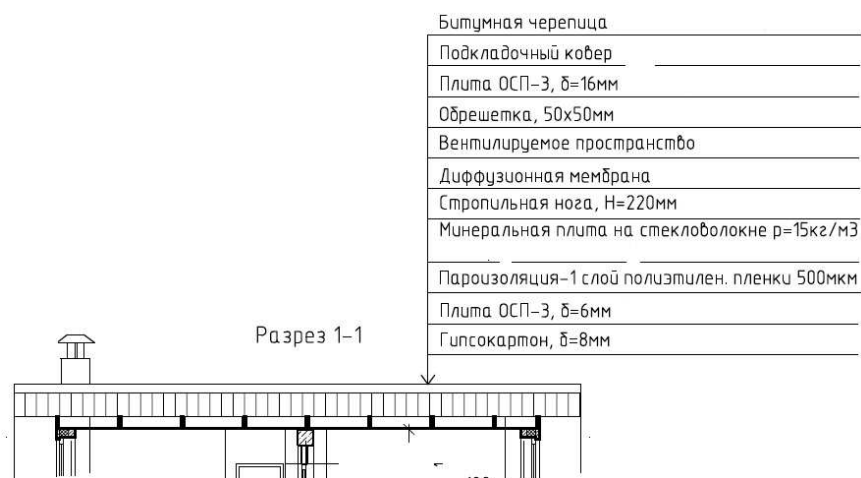 Битумная черепица
Подкладочный ковер
Плита ОСП-3, δ=16мм
Обрешетка, 50х50мм
Вентилируемое пространство
Диффузионная мембрана
Стропильная нога, Н=220мм
Минеральная плита на стекловолокне р=15кг/м3
Пароизоляция-1 слой полиэтилен. пленки 500мкм
Плита ОСП-3, δ=6мм
Гипсокартон, δ=8мм
Разрез 1-1